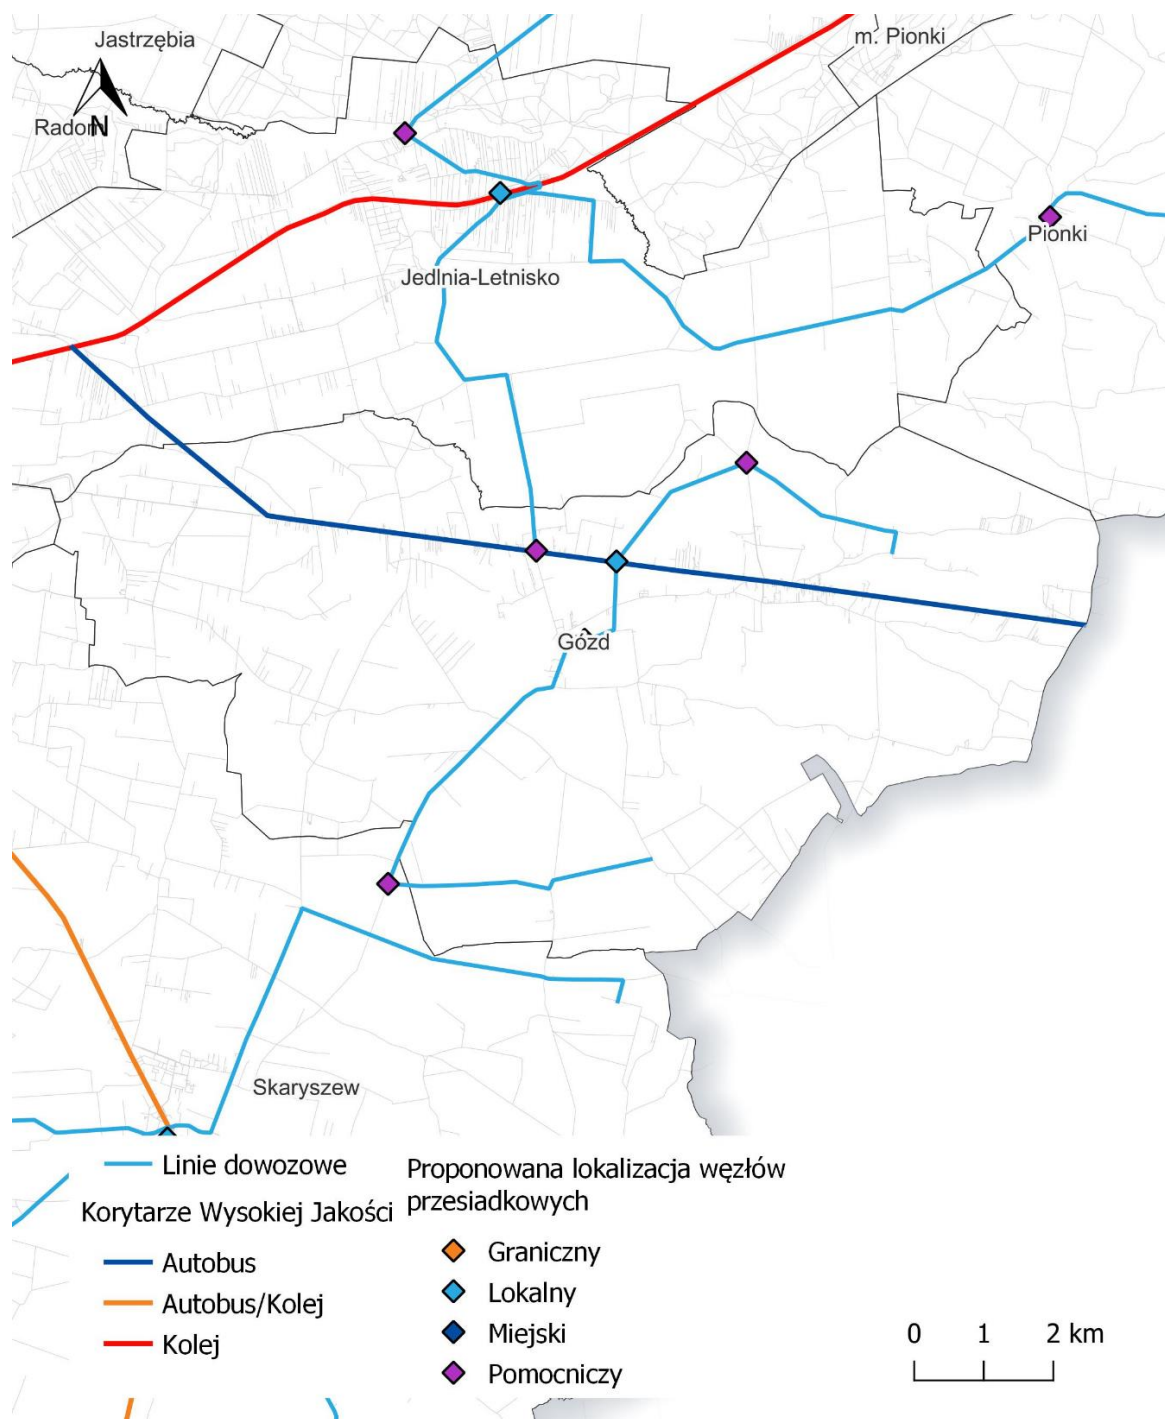 Jastrzębia
m. Pionki
Radom
N
Pionki
Jedlnia-Letnisko
Gózd
Skaryszew
Linie dowozowe
Korytarze Wysokiej Jakości
Autobus
Autobus/Kolej
Kolej
Proponowana lokalizacja węzłów
przesiadkowych
Graniczny
Lokalny
Miejski
Pomocniczy
0 1 2 km